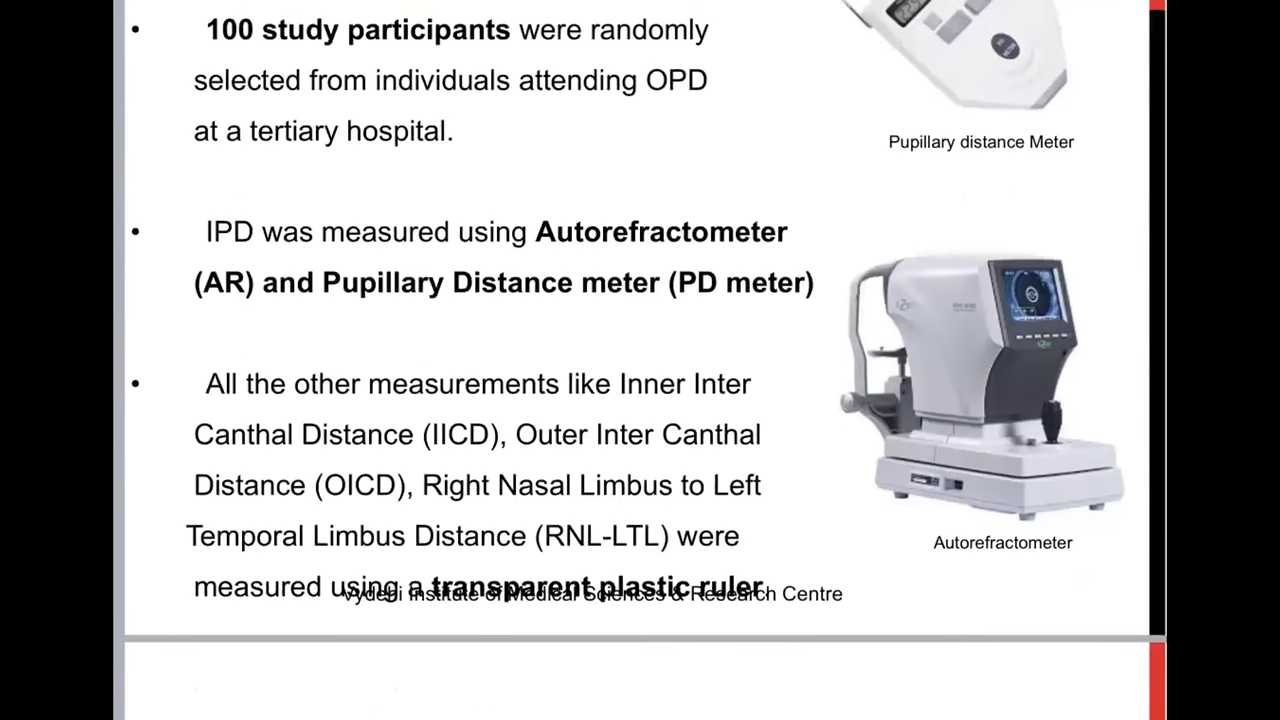 • 100 study participants were randomly
selected from individuals attending OPD
at a tertiary hospital.
Pupillary distance Meter
• IPD was measured using Autorefractometer
(AR) and Pupillary Distance meter (PD meter)
• All the other measurements like Inner Inter
Canthal Distance (IICD), Outer Inter Canthal
Distance (OICD), Right Nasal Limbus to Left
Temporal Limbus Distance (RNL-LTL) were
measured using a transparent plastic ruler.
Autorefractometer
Vydehi Institute of Medical Sciences & Research Centre